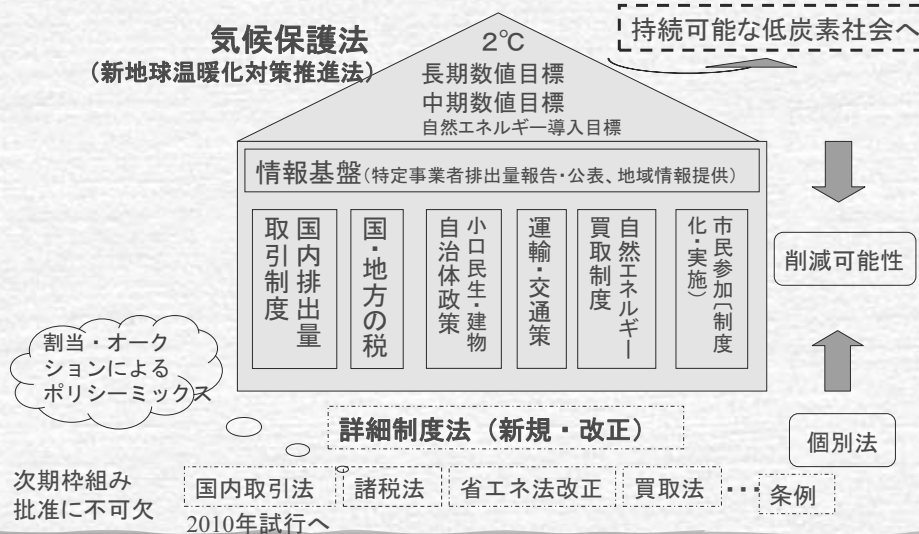 気候保護法
(新地球温暖化対策推進法)
2℃
長期数値目標
中期数値目標
自然エネルギー導入目標
持続可能な低炭素社会へ
情報基盤(特定事業者排出量報告・公表、地域情報提供)
国内排出量
取引制度
国・地方の税
小口民生・建物
自治体政策
運輸・交通策
自然エネルギー
買取制度
市民参加〔制度
化・実施)
削減可能性
割当・オーク
ションによる
ポリシーミックス
詳細制度法(新規・改正)
個別法
次期枠組み
批准に不可欠
国内取引法
諸税法
省エネ法改正
買取法
・・・
条例
2010年試行へ